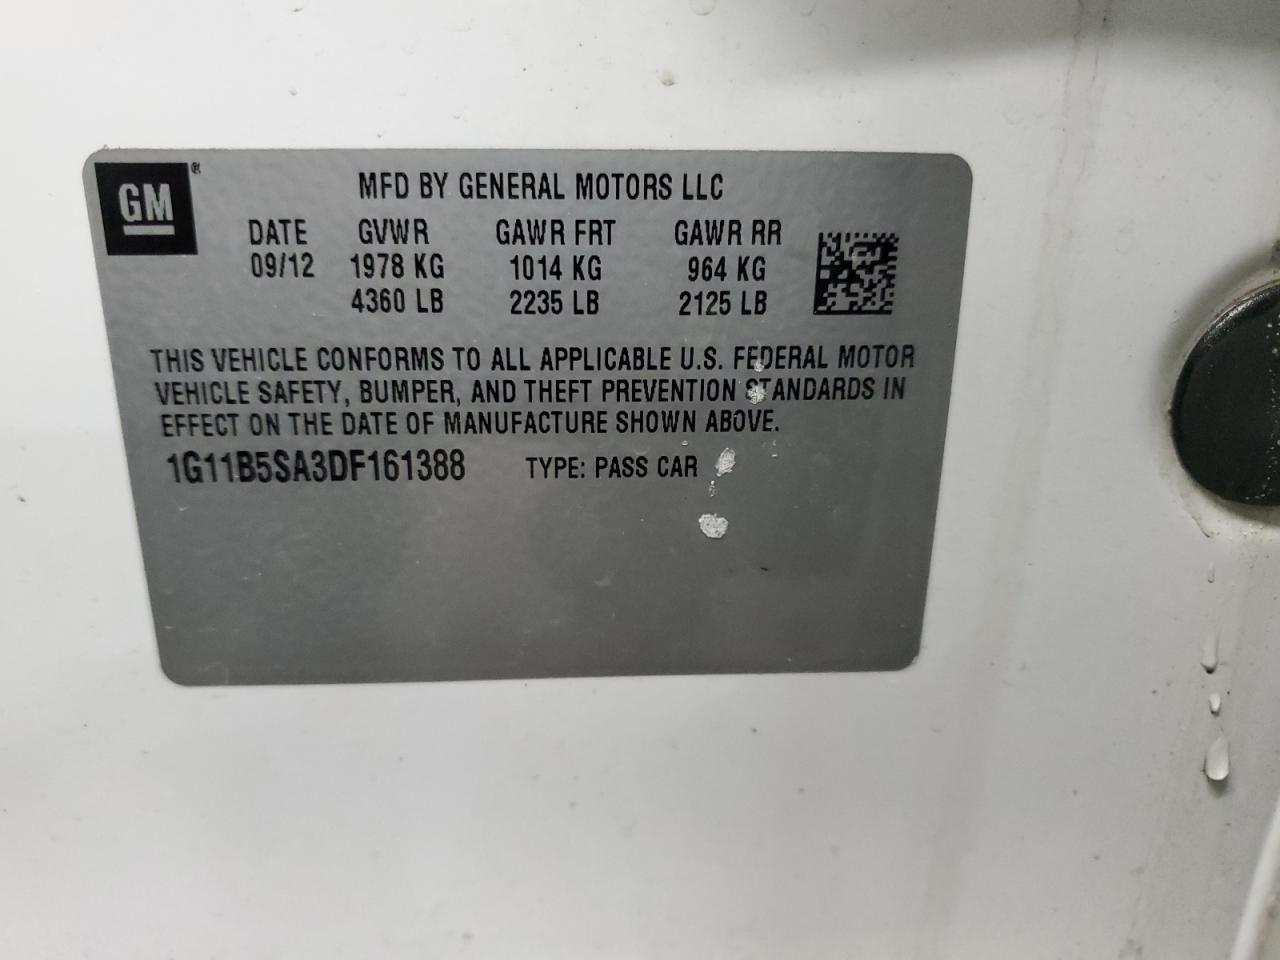 GM®
MFD BY GENERAL MOTORS LLC
DATE GVWR GAWR FRT GAWR RR
09/12 1978 KG 1014 KG 964 KG
4360 LB 2235 LB 2125 LB
THIS VEHICLE CONFORMS TO ALL APPLICABLE U.S. FEDERAL MOTOR
VEHICLE SAFETY, BUMPER, AND THEFT PREVENTION STANDARDS IN
EFFECT ON THE DATE OF MANUFACTURE SHOWN ABOVE.
1G11B5SA3DF161388 TYPE: PASS CAR